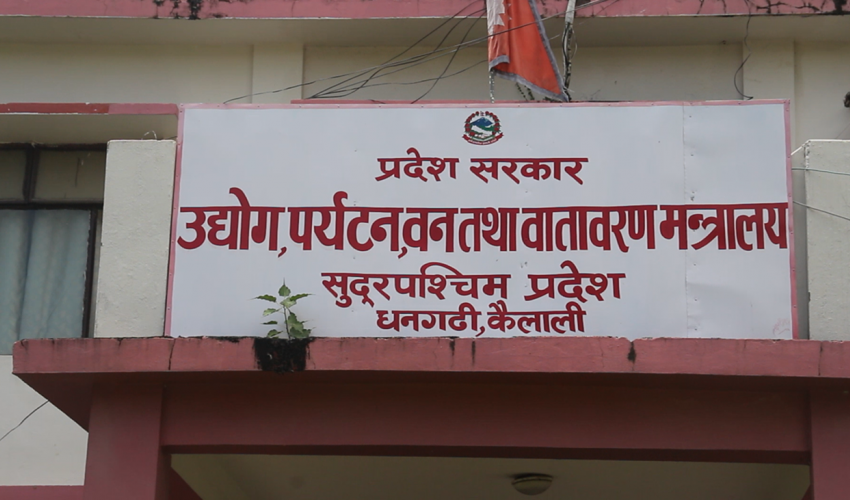 प्रदेश सरकार
उद्योग, पर्यटन, वन तथा वातावरण मन्त्रालय
सुदूरपश्चिम प्रदेश
धनगढी, कैलाली